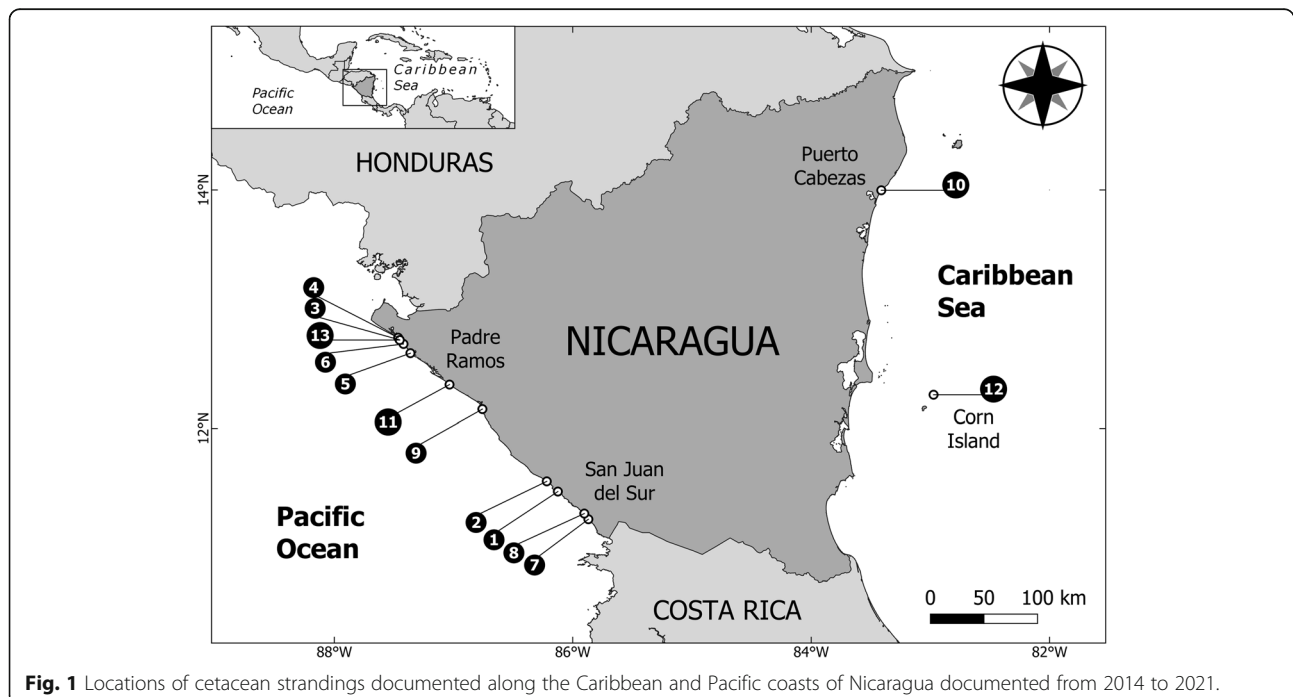 Caribbean
Sea
Pacific
Ocean
HONDURAS
Puerto
Cabezas
10
14°N
Caribbean
Sea
4
3
13
6
5
Padre
Ramos
NICARAGUA
12
Corn
Island
12°N
11
9
San Juan
del Sur
2
1
8
7
Pacific
Ocean
COSTA RICA
0 50 100 km
88°W 86°W 84°W 82°W
Fig. 1 Locations of cetacean strandings documented along the Caribbean and Pacific coasts of Nicaragua documented from 2014 to 2021.